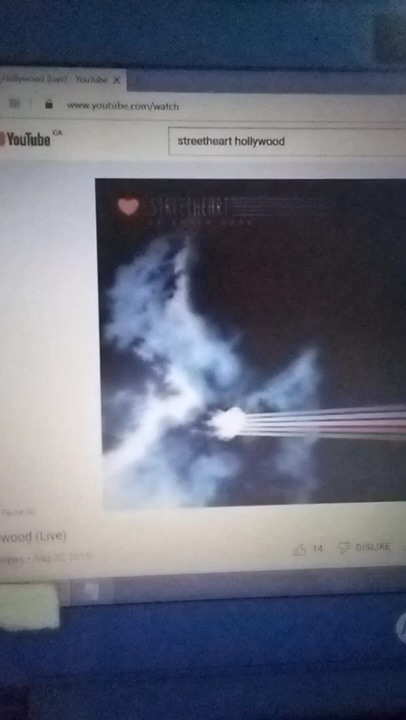 Hollywood (Live) - YouTube ×
www.youtube.com/watch
YouTube CA
streetheart hollywood
STREETHEART
wood (Live)
14 DISLIKE